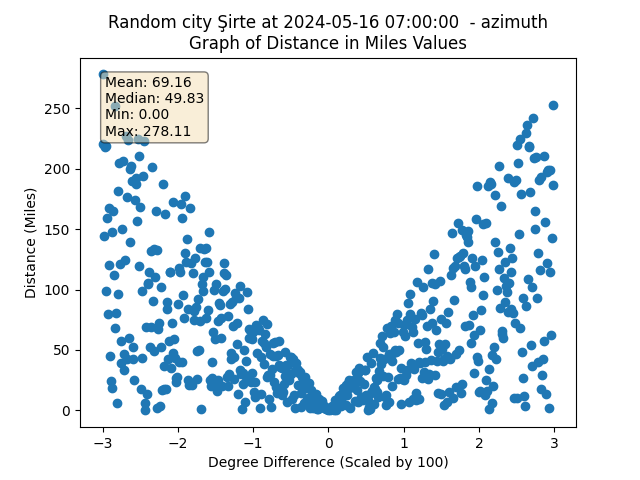 Random city Şirte at 2024-05-16 07:00:00  - azimuth
Graph of Distance in Miles Values
Mean: 69.16
Median: 49.83
Min: 0.00
Max: 278.11
Distance (Miles)
250
200
150
100
50
0
−3 −2 −1 0 1 2 3
Degree Difference (Scaled by 100)